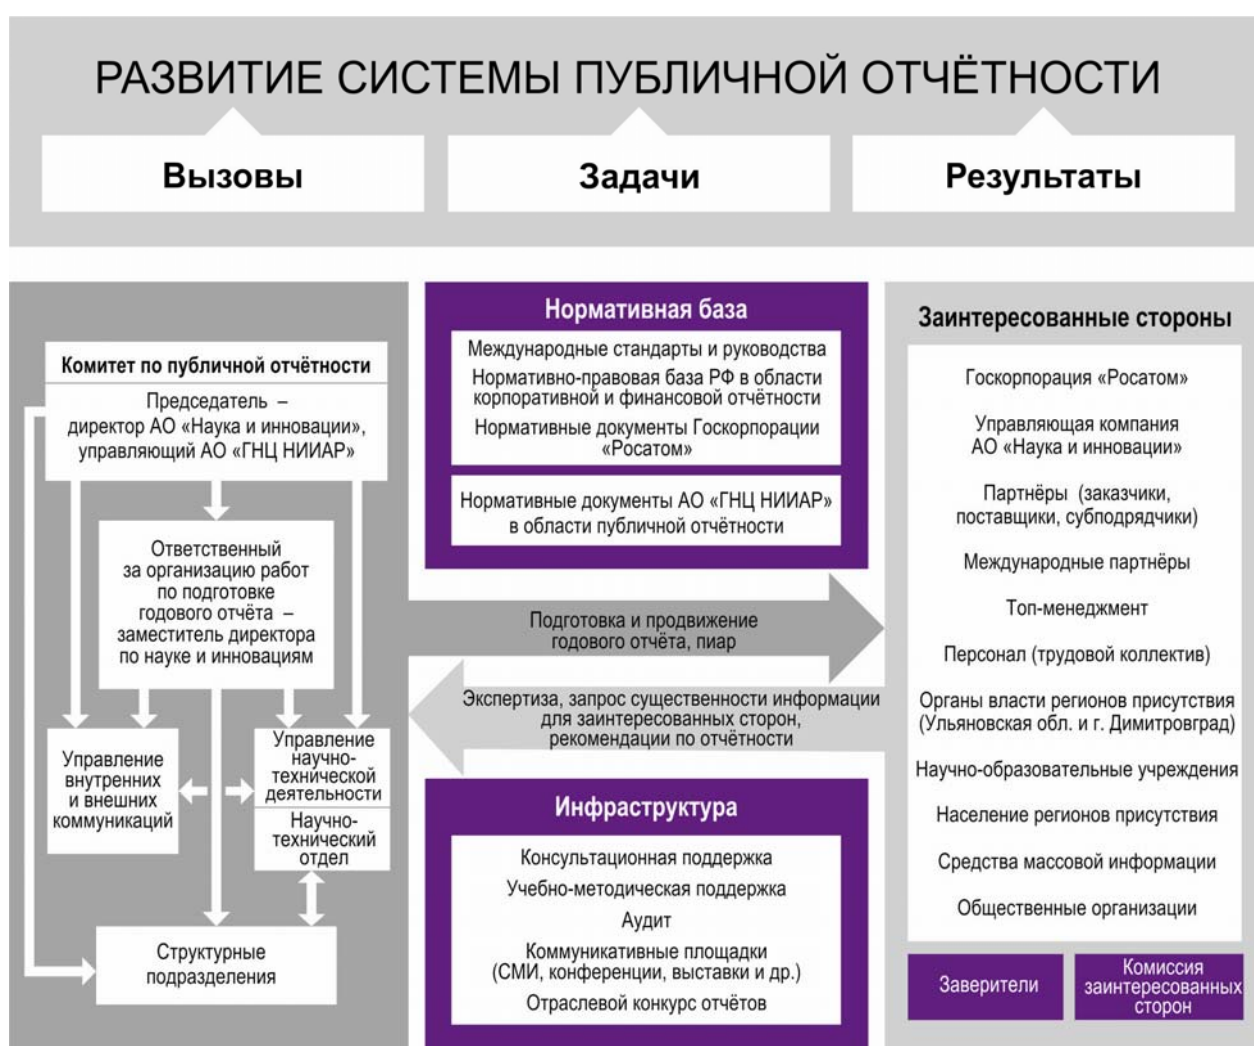 РАЗВИТИЕ СИСТЕМЫ ПУБЛИЧНОЙ ОТЧЁТНОСТИ
Вызовы
Задачи
Результаты
Комитет по публичной отчётности
Председатель –
директор АО «Наука и инновации»,
управляющий АО «ГНЦ НИИАР»
Ответственный
за организацию работ
по подготовке
годового отчёта –
заместитель директора
по науке и инновациям
Управление
внутренних
и внешних
коммуникаций
Управление
научно-
технической
деятельности
Научно-
технический
отдел
Структурные
подразделения
Нормативная база
Международные стандарты и руководства
Нормативно-правовая база РФ в области
корпоративной и финансовой отчётности
Нормативные документы Госкорпорации
«Росатом»
Нормативные документы АО «ГНЦ НИИАР»
в области публичной отчётности
Подготовка и продвижение
годового отчёта, пиар
Экспертиза, запрос существенности информации
для заинтересованных сторон,
рекомендации по отчётности
Инфраструктура
Консультационная поддержка
Учебно-методическая поддержка
Аудит
Коммуникативные площадки
(СМИ, конференции, выставки и др.)
Отраслевой конкурс отчётов
Заинтересованные стороны
Госкорпорация «Росатом»
Управляющая компания
АО «Наука и инновации»
Партнёры (заказчики,
поставщики, субподрядчики)
Международные партнёры
Топ-менеджмент
Персонал (трудовой коллектив)
Органы власти регионов присутствия
(Ульяновская обл. и г. Димитровград)
Научно-образовательные учреждения
Население регионов присутствия
Средства массовой информации
Общественные организации
Заверители
Комиссия
заинтересованных
сторон